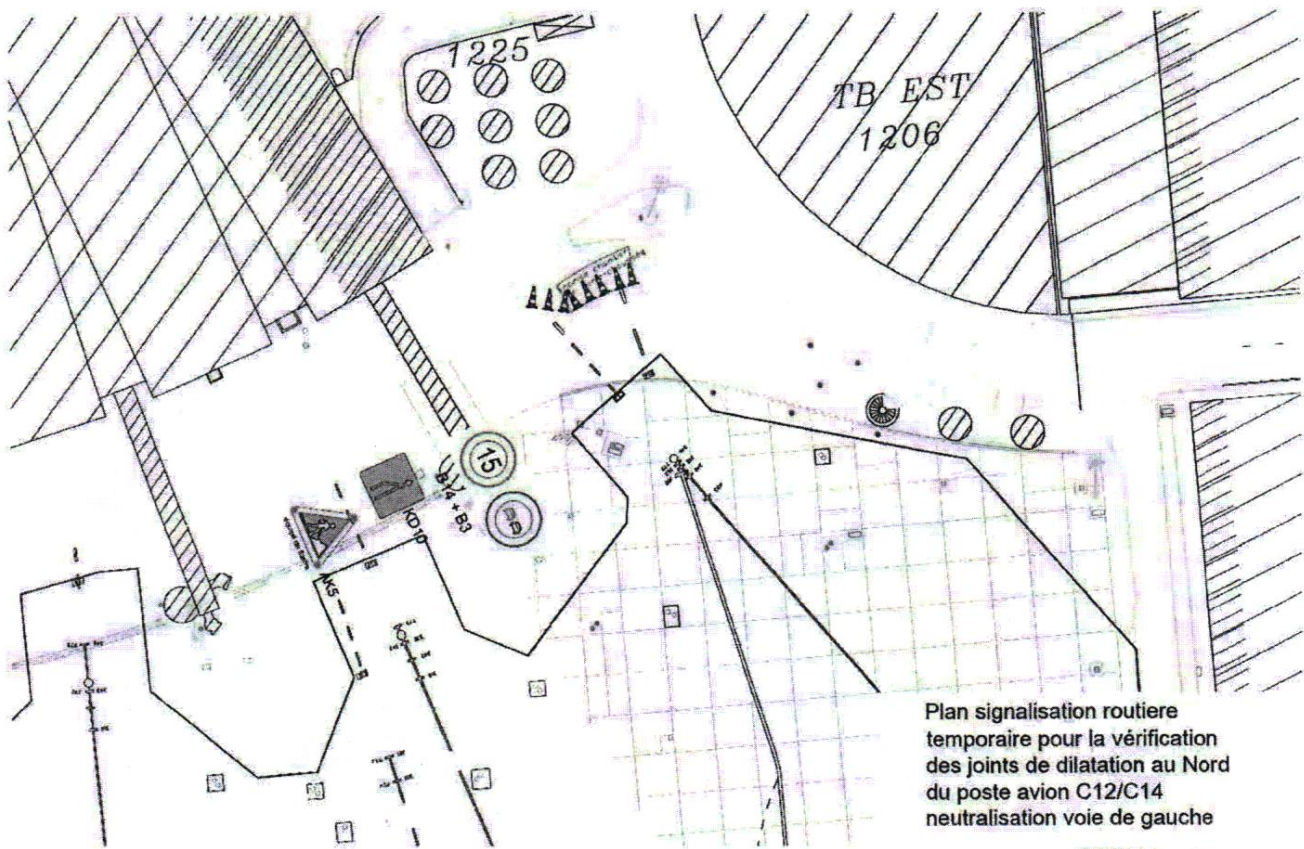 1225
TB EST
1206
15
B14 + B3
KD10
AK5
Plan signalisation routiere
temporaire pour la vérification
des joints de dilatation au Nord
du poste avion C12/C14
neutralisation voie de gauche